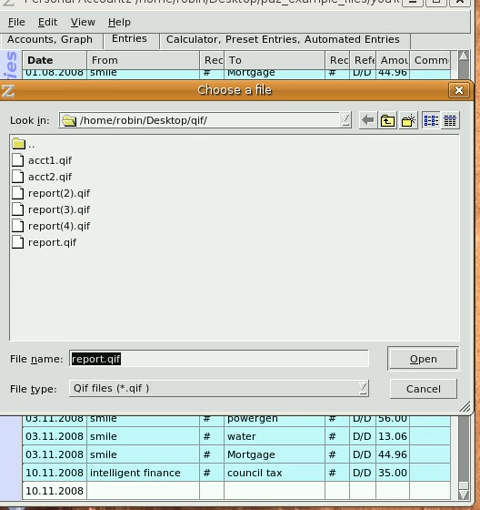 Personal Accountz /home/robin/Desktop/pa2_example_files/you
File Edit View Help
Accounts, Graph Entries Calculator, Preset Entries, Automated Entries
Date From Rec To Rec Refe Amou Comm
01.08.2008 smile # Mortgage # D/D 44.96
Choose a file
Look in: /home/robin/Desktop/qif/
..
acct1.qif
acct2.qif
report(2).qif
report(3).qif
report(4).qif
report.qif
File name: report.qif Open
File type: Qif files (*.qif ) Cancel
03.11.2008 smile # powergen # D/D 56.00
03.11.2008 smile # water # D/D 13.06
03.11.2008 smile # Mortgage # D/D 44.96
10.11.2008 intelligent finance # council tax # D/D 35.00
10.11.2008